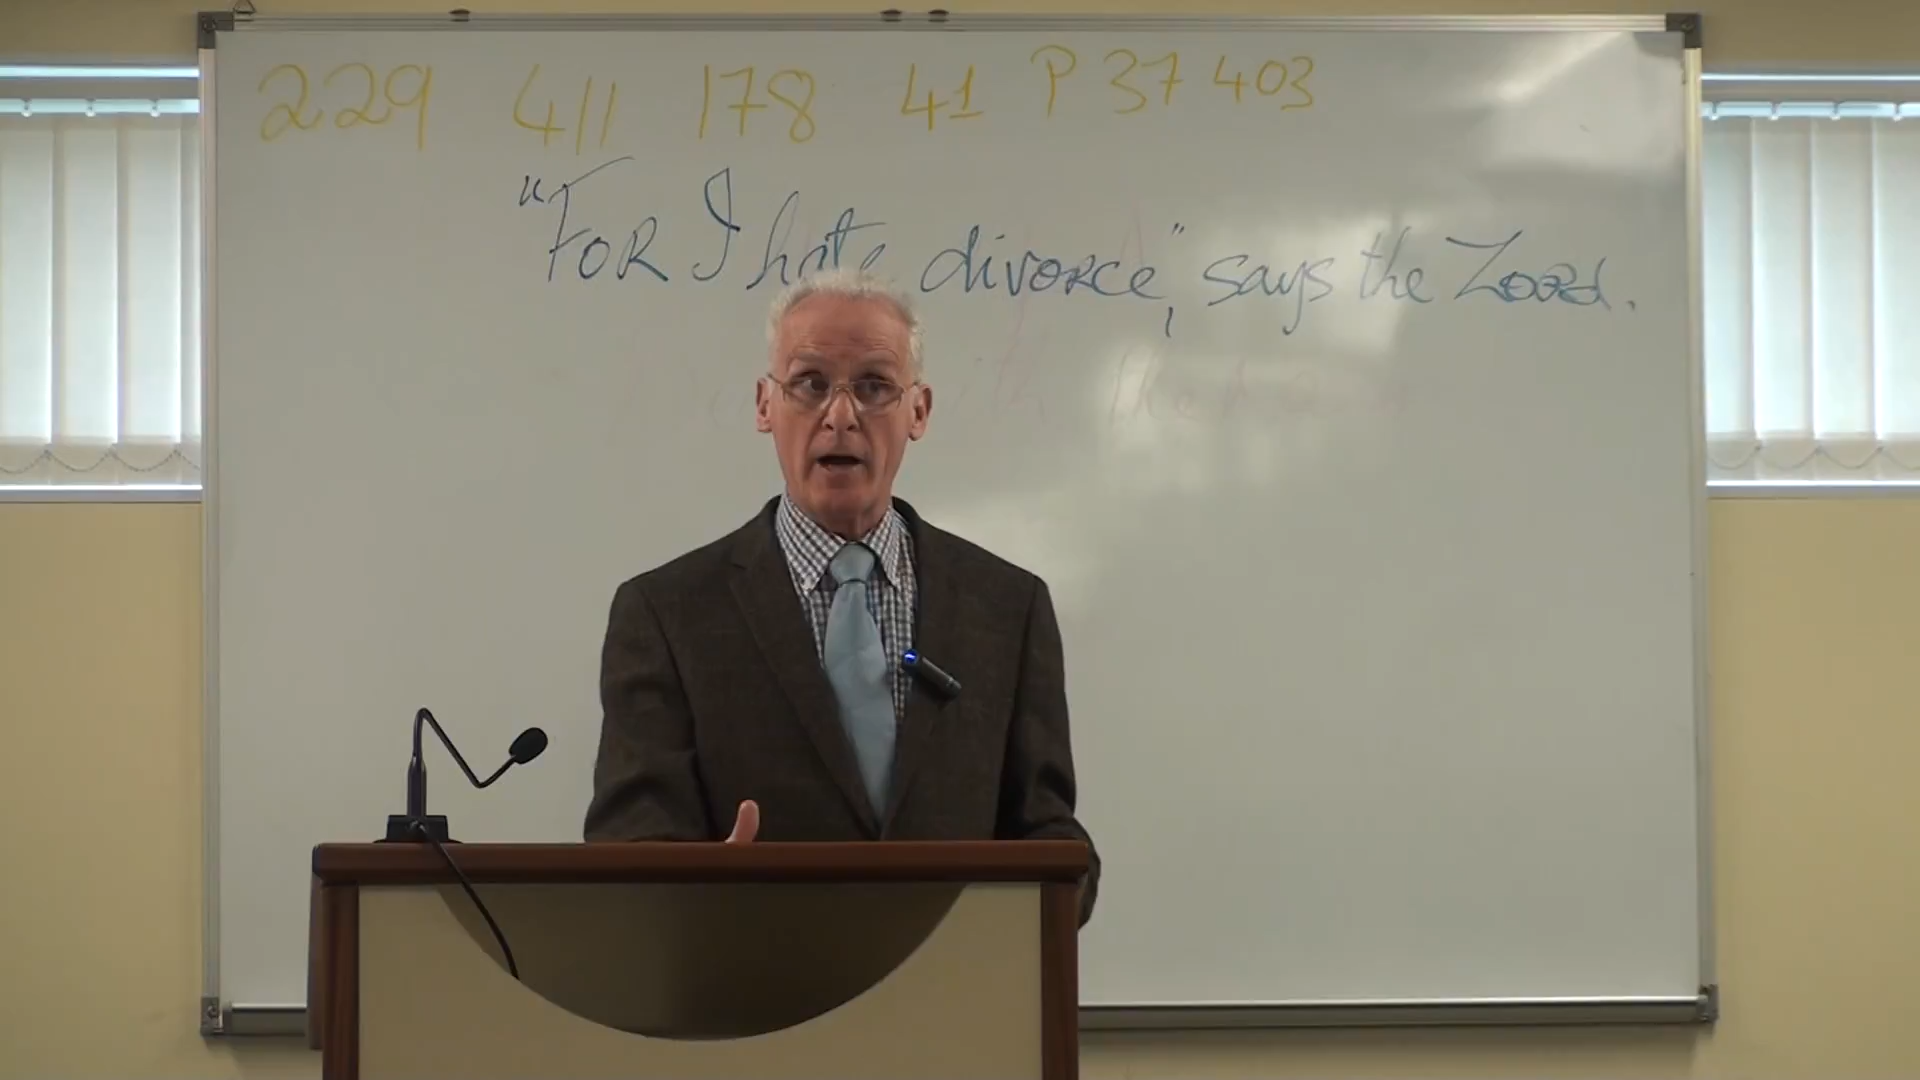 229 411 178 41 P 37 403
"FOR I hate divorce," says the Lord.